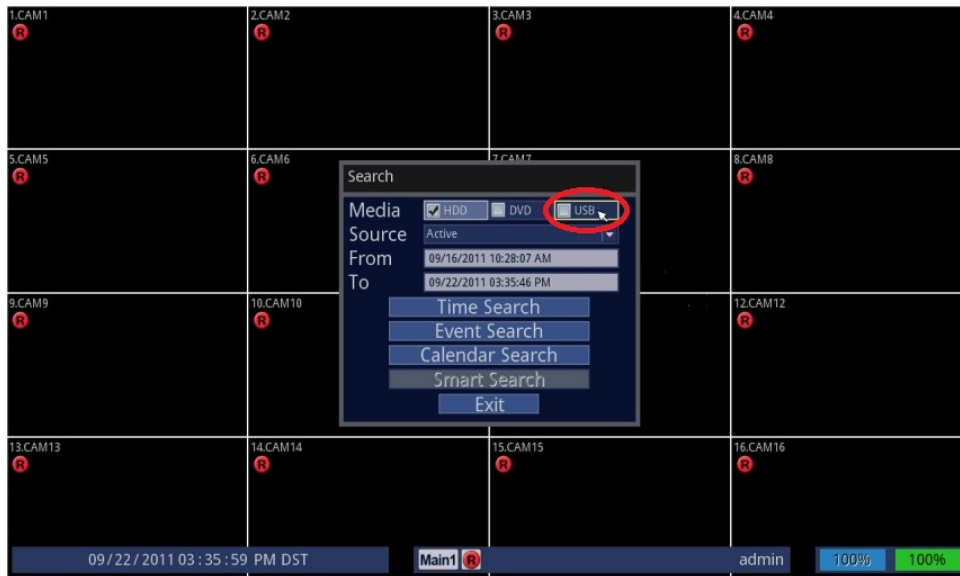 1.CAM1 2.CAM2 3.CAM3 4.CAM4
R R R R
5.CAM5 6.CAM6 7.CAM7 8.CAM8
R R R
Search
Media HDD DVD USB
Source Active
From 09/16/2011 10:28:07 AM
To 09/22/2011 03:35:46 PM
Time Search
Event Search
Calendar Search
Smart Search
Exit
9.CAM9 10.CAM10 12.CAM12
R R R
13.CAM13 14.CAM14 15.CAM15 16.CAM16
R R R R
09/22/2011 03:35:59 PM DST Main1 R admin 100% 100%